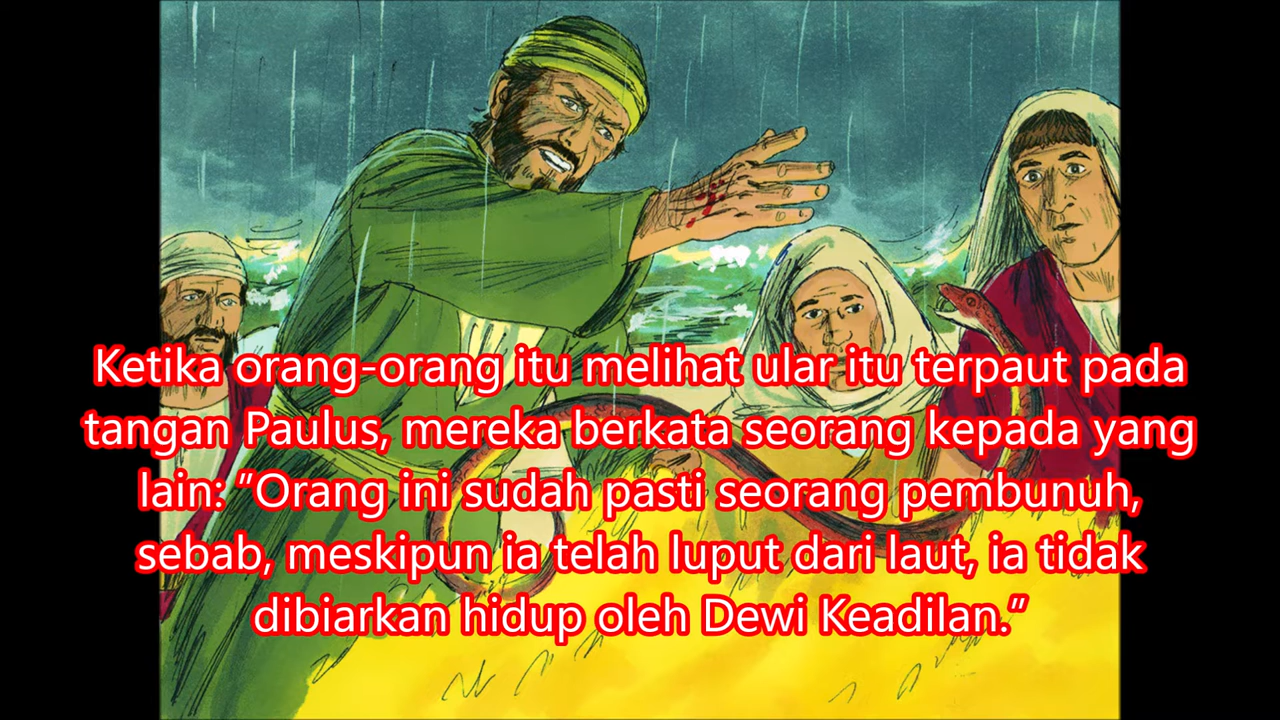 Ketika orang-orang itu melihat ular itu terpaut pada
tangan Paulus, mereka berkata seorang kepada yang
lain: ”Orang ini sudah pasti seorang pembunuh,
sebab, meskipun ia telah luput dari laut, ia tidak
dibiarkan hidup oleh Dewi Keadilan.”